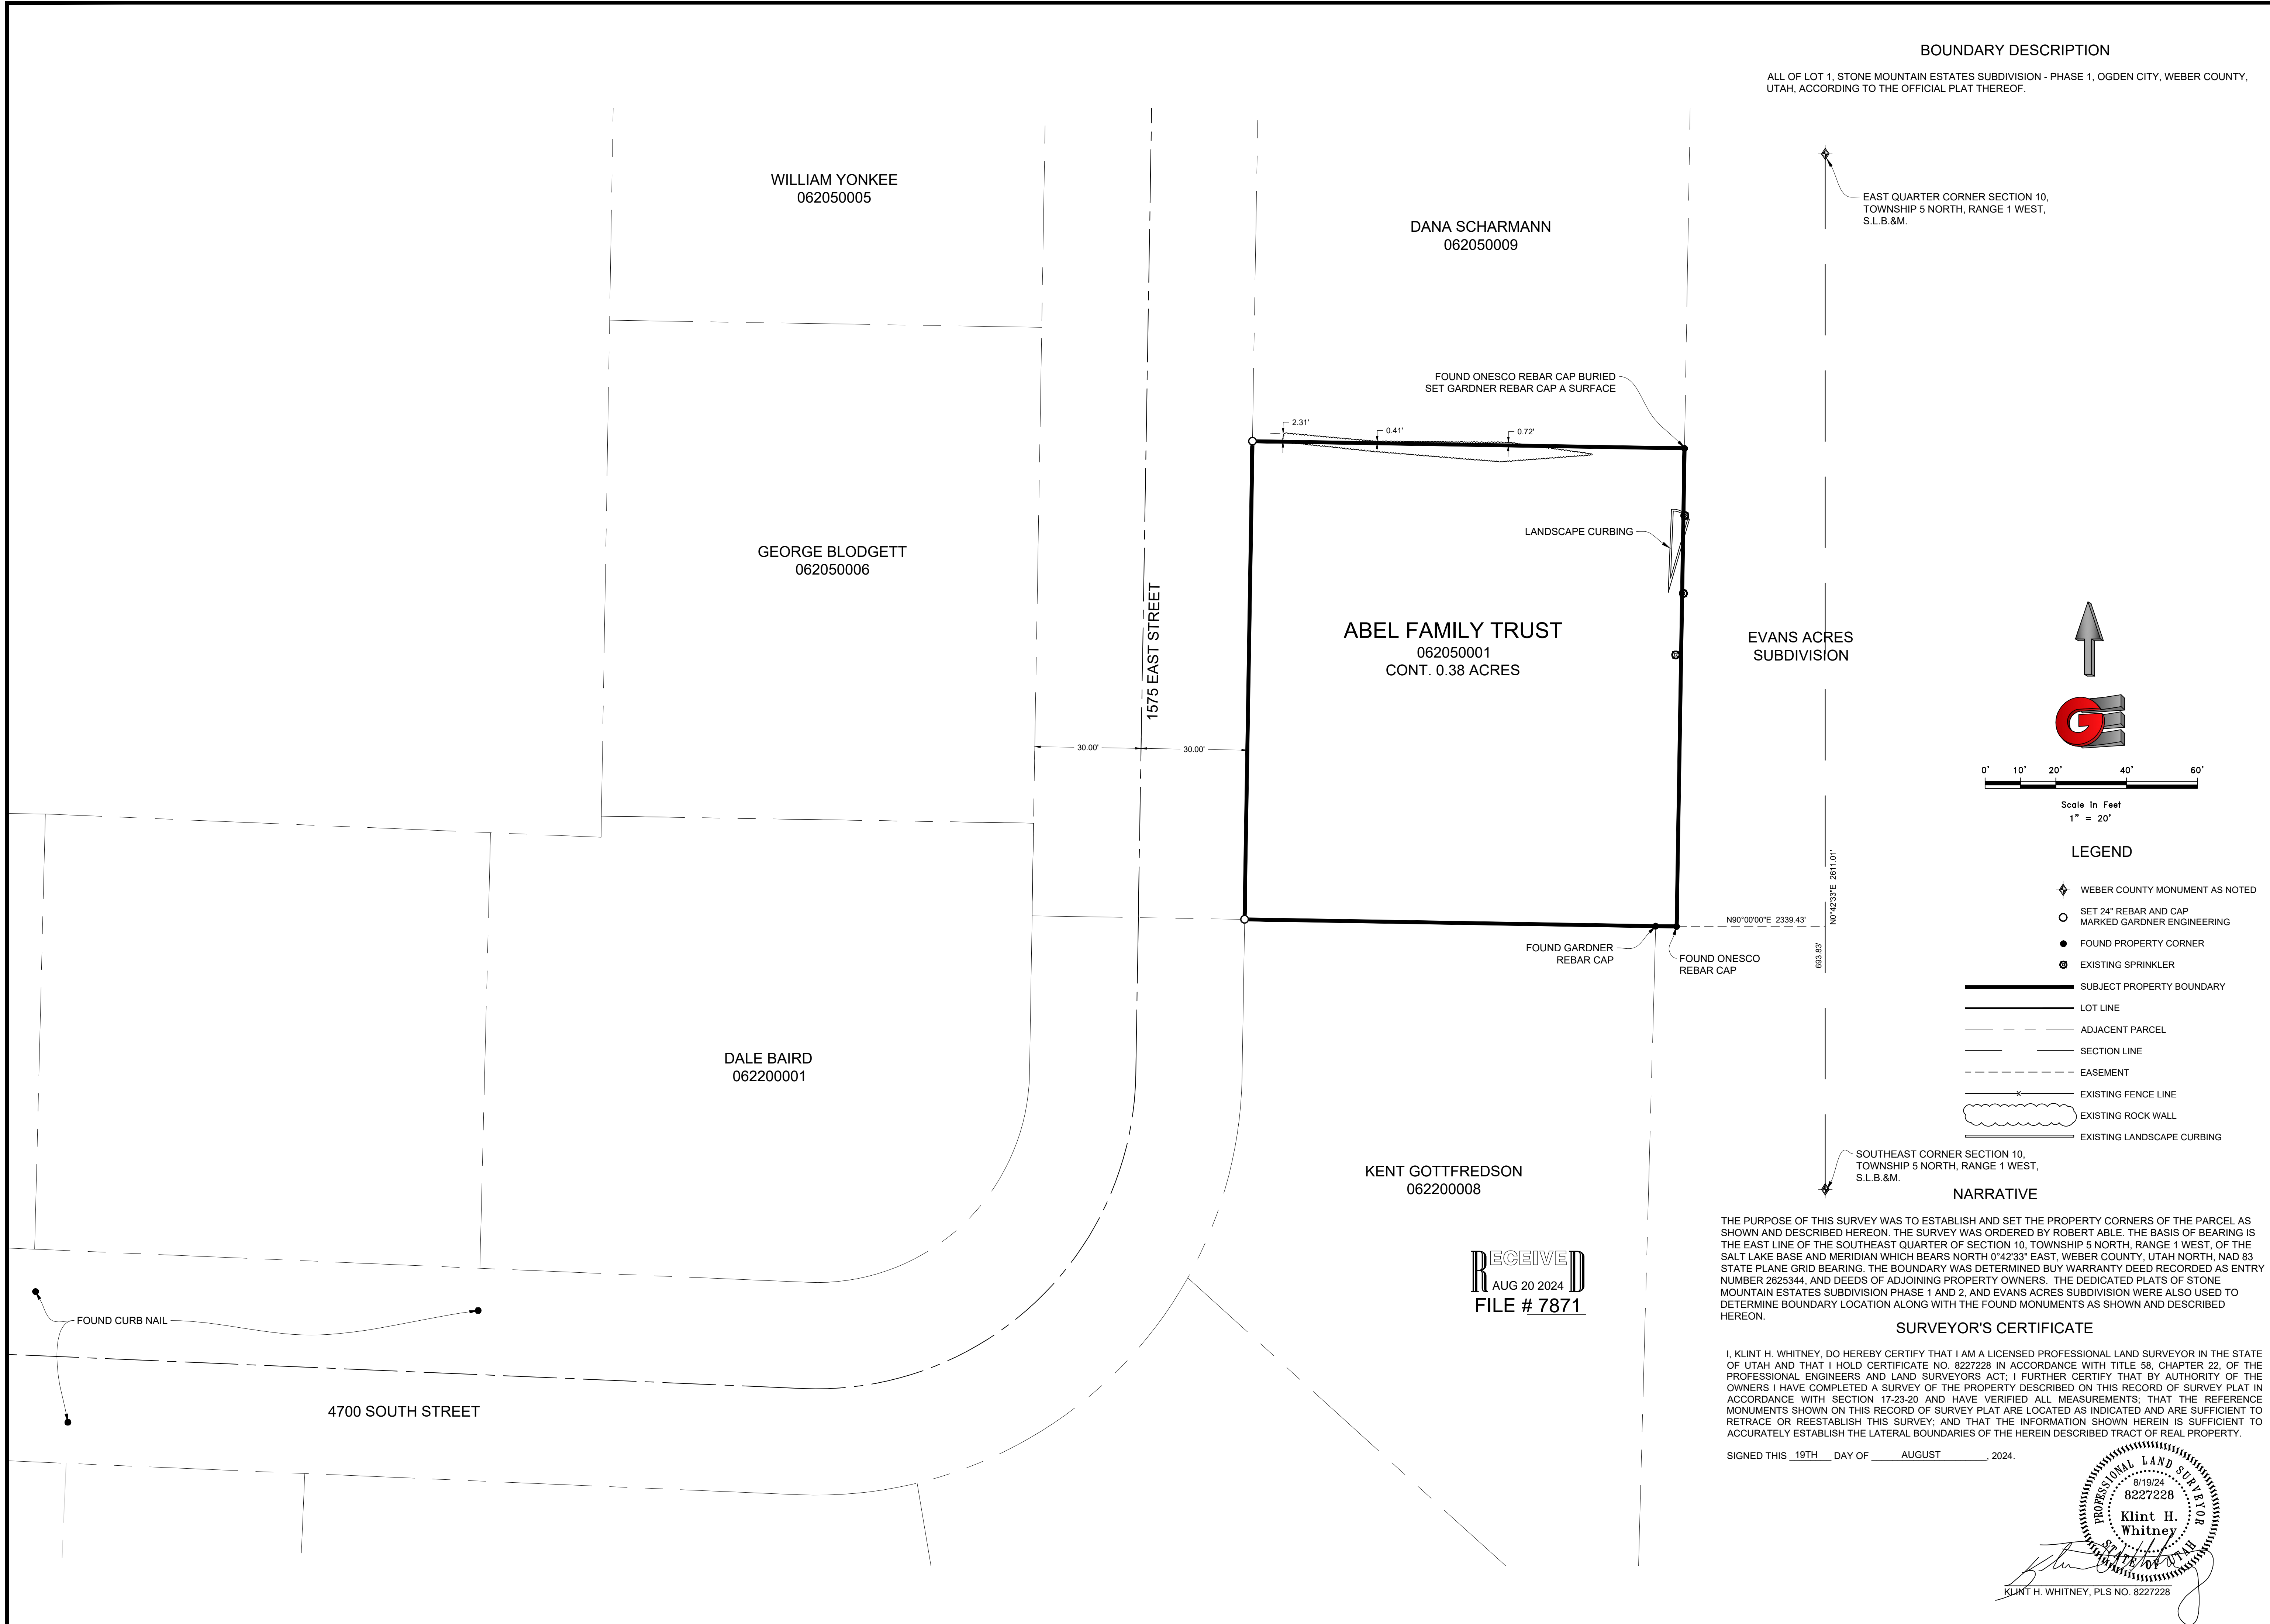 BOUNDARY DESCRIPTION
ALL OF LOT 1, STONE MOUNTAIN ESTATES SUBDIVISION - PHASE 1, OGDEN CITY, WEBER COUNTY,
UTAH, ACCORDING TO THE OFFICIAL PLAT THEREOF.
WILLIAM YONKEE
062050005
DANA SCHARMANN
062050009
EAST QUARTER CORNER SECTION 10,
TOWNSHIP 5 NORTH, RANGE 1 WEST,
S.L.B.&M.
FOUND ONESCO REBAR CAP BURIED
SET GARDNER REBAR CAP A SURFACE
2.31'
0.41'
0.72'
LANDSCAPE CURBING
GEORGE BLODGETT
062050006
1575 EAST STREET
ABEL FAMILY TRUST
062050001
CONT. 0.38 ACRES
EVANS ACRES
SUBDIVISION
30.00'
30.00'
GE
0' 10' 20' 40' 60'
Scale in Feet
1" = 20'
LEGEND
WEBER COUNTY MONUMENT AS NOTED
SET 24" REBAR AND CAP
MARKED GARDNER ENGINEERING
FOUND PROPERTY CORNER
EXISTING SPRINKLER
SUBJECT PROPERTY BOUNDARY
LOT LINE
ADJACENT PARCEL
SECTION LINE
EASEMENT
X
EXISTING FENCE LINE
EXISTING ROCK WALL
EXISTING LANDSCAPE CURBING
N90°00'00"E 2339.43'
N0°42'33"E 2611.01'
693.83'
FOUND GARDNER
REBAR CAP
FOUND ONESCO
REBAR CAP
DALE BAIRD
062200001
KENT GOTTFREDSON
062200008
SOUTHEAST CORNER SECTION 10,
TOWNSHIP 5 NORTH, RANGE 1 WEST,
S.L.B.&M.
RECEIVED
AUG 20 2024
FILE # 7871
FOUND CURB NAIL
4700 SOUTH STREET
NARRATIVE
THE PURPOSE OF THIS SURVEY WAS TO ESTABLISH AND SET THE PROPERTY CORNERS OF THE PARCEL AS
SHOWN AND DESCRIBED HEREON. THE SURVEY WAS ORDERED BY ROBERT ABLE. THE BASIS OF BEARING IS
THE EAST LINE OF THE SOUTHEAST QUARTER OF SECTION 10, TOWNSHIP 5 NORTH, RANGE 1 WEST, OF THE
SALT LAKE BASE AND MERIDIAN WHICH BEARS NORTH 0°42'33" EAST, WEBER COUNTY, UTAH NORTH, NAD 83
STATE PLANE GRID BEARING. THE BOUNDARY WAS DETERMINED BUY WARRANTY DEED RECORDED AS ENTRY
NUMBER 2625344, AND DEEDS OF ADJOINING PROPERTY OWNERS. THE DEDICATED PLATS OF STONE
MOUNTAIN ESTATES SUBDIVISION PHASE 1 AND 2, AND EVANS ACRES SUBDIVISION WERE ALSO USED TO
DETERMINE BOUNDARY LOCATION ALONG WITH THE FOUND MONUMENTS AS SHOWN AND DESCRIBED
HEREON.
SURVEYOR'S CERTIFICATE
I, KLINT H. WHITNEY, DO HEREBY CERTIFY THAT I AM A LICENSED PROFESSIONAL LAND SURVEYOR IN THE STATE
OF UTAH AND THAT I HOLD CERTIFICATE NO. 8227228 IN ACCORDANCE WITH TITLE 58, CHAPTER 22, OF THE
PROFESSIONAL ENGINEERS AND LAND SURVEYORS ACT; I FURTHER CERTIFY THAT BY AUTHORITY OF THE
OWNERS I HAVE COMPLETED A SURVEY OF THE PROPERTY DESCRIBED ON THIS RECORD OF SURVEY PLAT IN
ACCORDANCE WITH SECTION 17-23-20 AND HAVE VERIFIED ALL MEASUREMENTS; THAT THE REFERENCE
MONUMENTS SHOWN ON THIS RECORD OF SURVEY PLAT ARE LOCATED AS INDICATED AND ARE SUFFICIENT TO
RETRACE OR REESTABLISH THIS SURVEY; AND THAT THE INFORMATION SHOWN HEREIN IS SUFFICIENT TO
ACCURATELY ESTABLISH THE LATERAL BOUNDARIES OF THE HEREIN DESCRIBED TRACT OF REAL PROPERTY.
SIGNED THIS 19TH DAY OF AUGUST, 2024.
PROFESSIONAL LAND SURVEYOR
8/19/24
8227228
Klint H.
Whitney
STATE OF UTAH
KLINT H. WHITNEY, PLS NO. 8227228